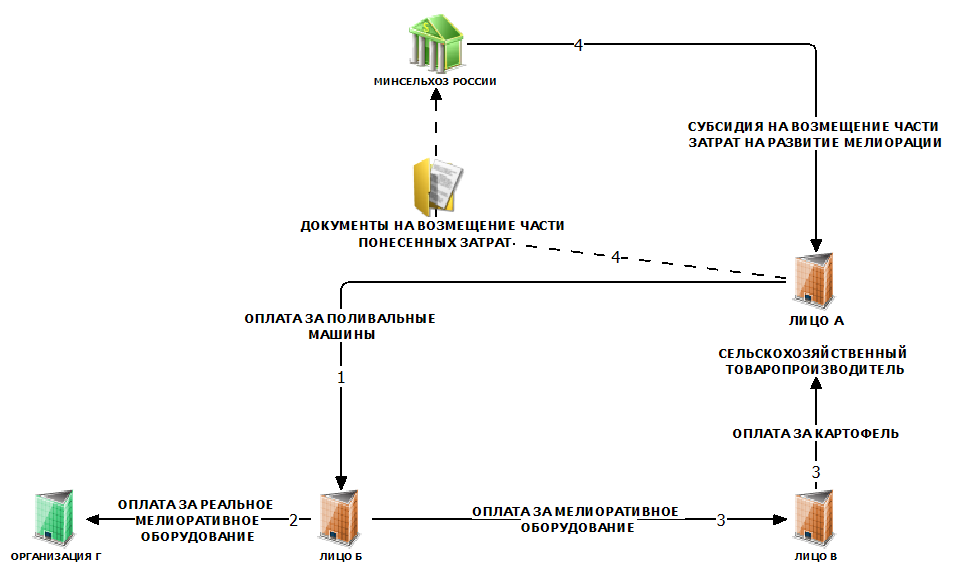 4
МИНСЕЛЬХОЗ РОССИИ
СУБСИДИЯ НА ВОЗМЕЩЕНИЕ ЧАСТИ
ЗАТРАТ НА РАЗВИТИЕ МЕЛИОРАЦИИ
ДОКУМЕНТЫ НА ВОЗМЕЩЕНИЕ ЧАСТИ
ПОНЕСЕННЫХ ЗАТРАТ
4
ЛИЦО А
ОПЛАТА ЗА ПОЛИВАЛЬНЫЕ
МАШИНЫ
СЕЛЬСКОХОЗЯЙСТВЕННЫЙ
ТОВАРОПРОИЗВОДИТЕЛЬ
1
ОПЛАТА ЗА КАРТОФЕЛЬ
3
ОПЛАТА ЗА РЕАЛЬНОЕ
МЕЛИОРАТИВНОЕ
ОБОРУДОВАНИЕ
2
ОПЛАТА ЗА МЕЛИОРАТИВНОЕ
ОБОРУДОВАНИЕ
3
ОРГАНИЗАЦИЯ Г
ЛИЦО Б
ЛИЦО В